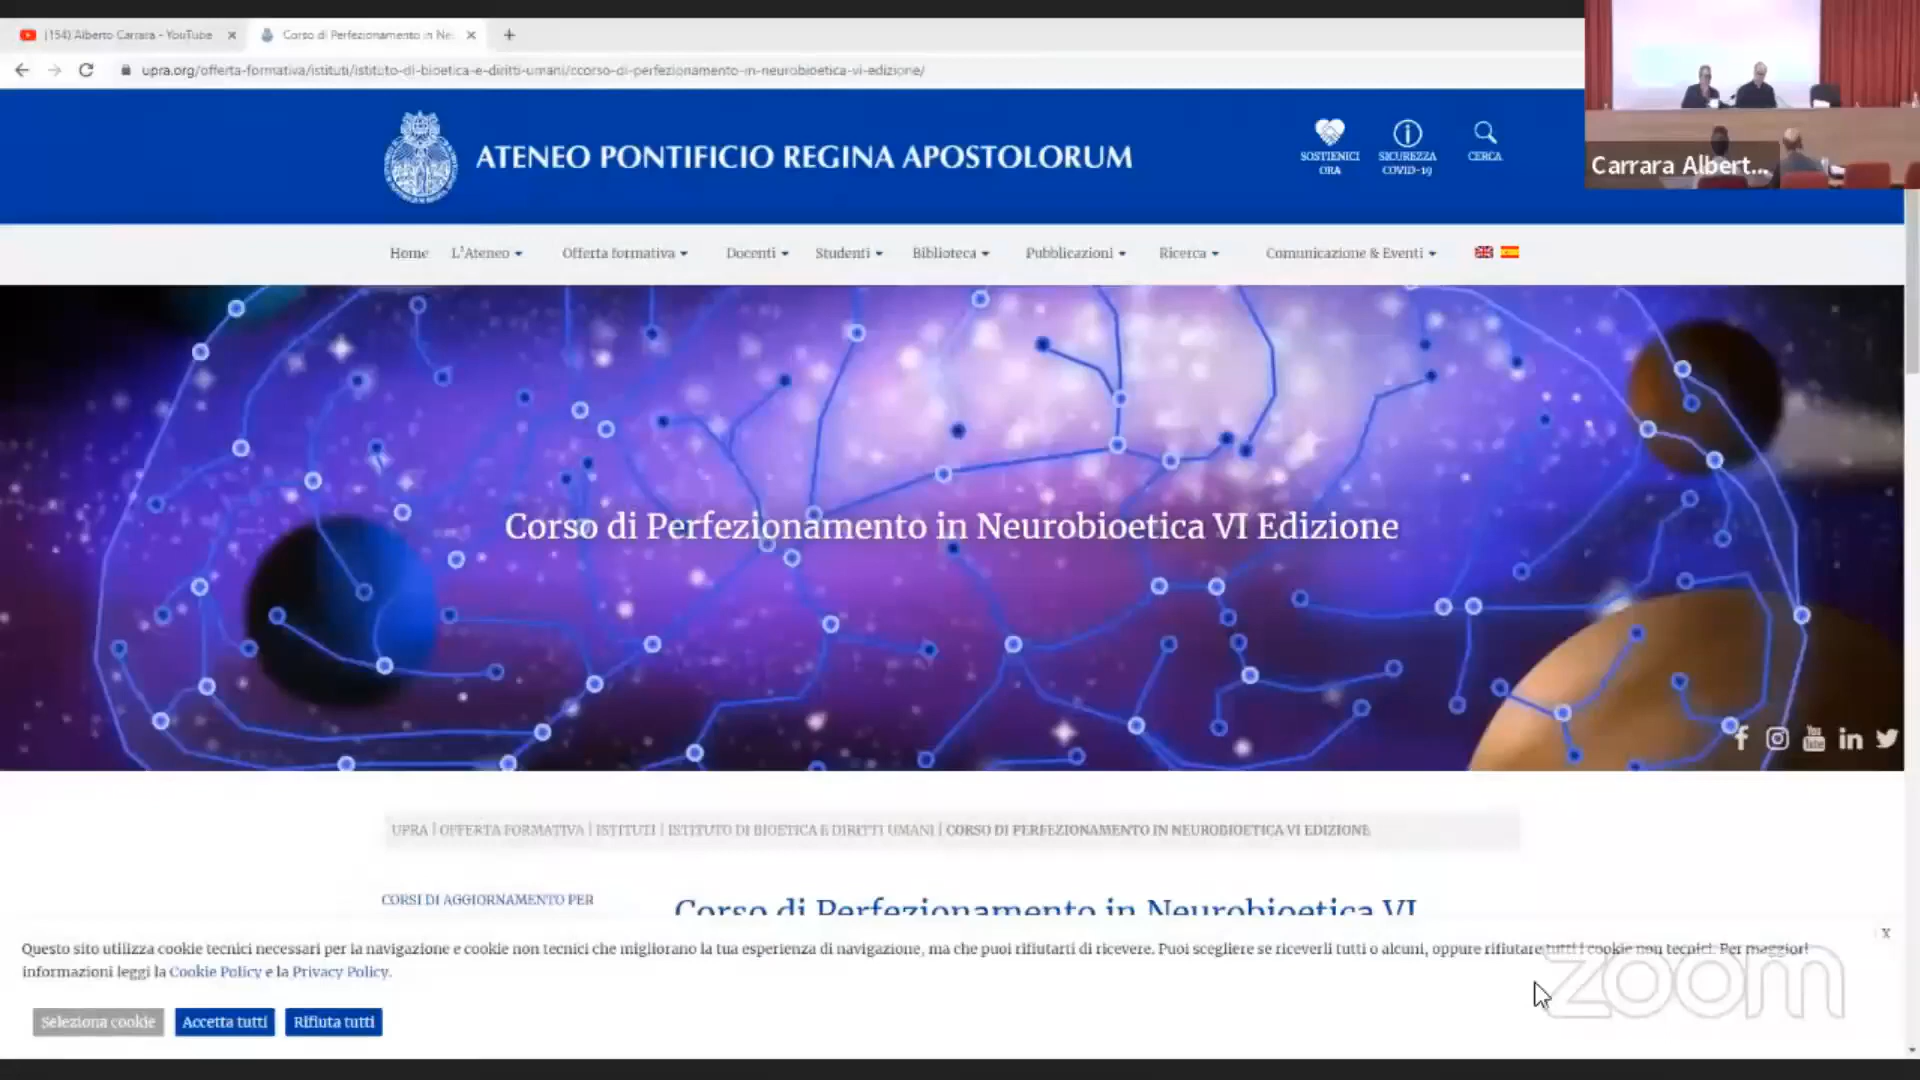 (154) Alberto Carrara - YouTube
Corso di Perfezionamento in Ne
upra.org/offerta-formativa/istituti/istituto-di-bioetica-e-diritti-umani/ccorso-di-perfezionamento-in-neurobioetica-vi-edizione/
Carrara Albert...
ATENEO PONTIFICIO REGINA APOSTOLORUM
SOSTIENICI ORA
SICUREZZA COVID-19
CERCA
Home L'Ateneo Offerta formativa Docenti Studenti Biblioteca Pubblicazioni Ricerca Comunicazione & Eventi
Corso di Perfezionamento in Neurobioetica VI Edizione
UPRA | OFFERTA FORMATIVA | ISTITUTI | ISTITUTO DI BIOETICA E DIRITTI UMANI | CORSO DI PERFEZIONAMENTO IN NEUROBIOETICA VI EDIZIONE
CORSI DI AGGIORNAMENTO PER
Corso di Perfezionamento in Neurobioetica VI
Questo sito utilizza cookie tecnici necessari per la navigazione e cookie non tecnici che migliorano la tua esperienza di navigazione, ma che puoi rifiutarti di ricevere. Puoi scegliere se riceverli tutti o alcuni, oppure rifiutare tutti i cookie non tecnici. Per maggiori
informazioni leggi la Cookie Policy e la Privacy Policy.
X
zoom
Seleziona cookie Accetta tutti Rifiuta tutti